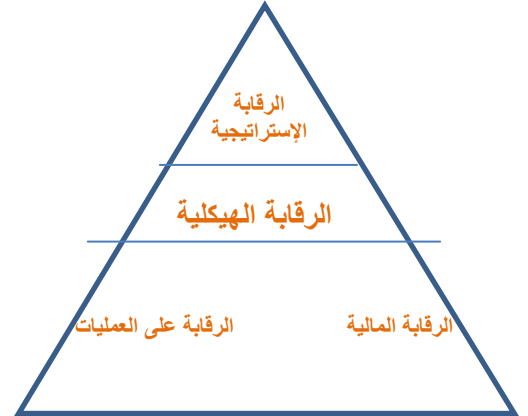 الرقابة
الإستراتيجية
الرقابة الهيكلية
الرقابة المالية
الرقابة على العمليات